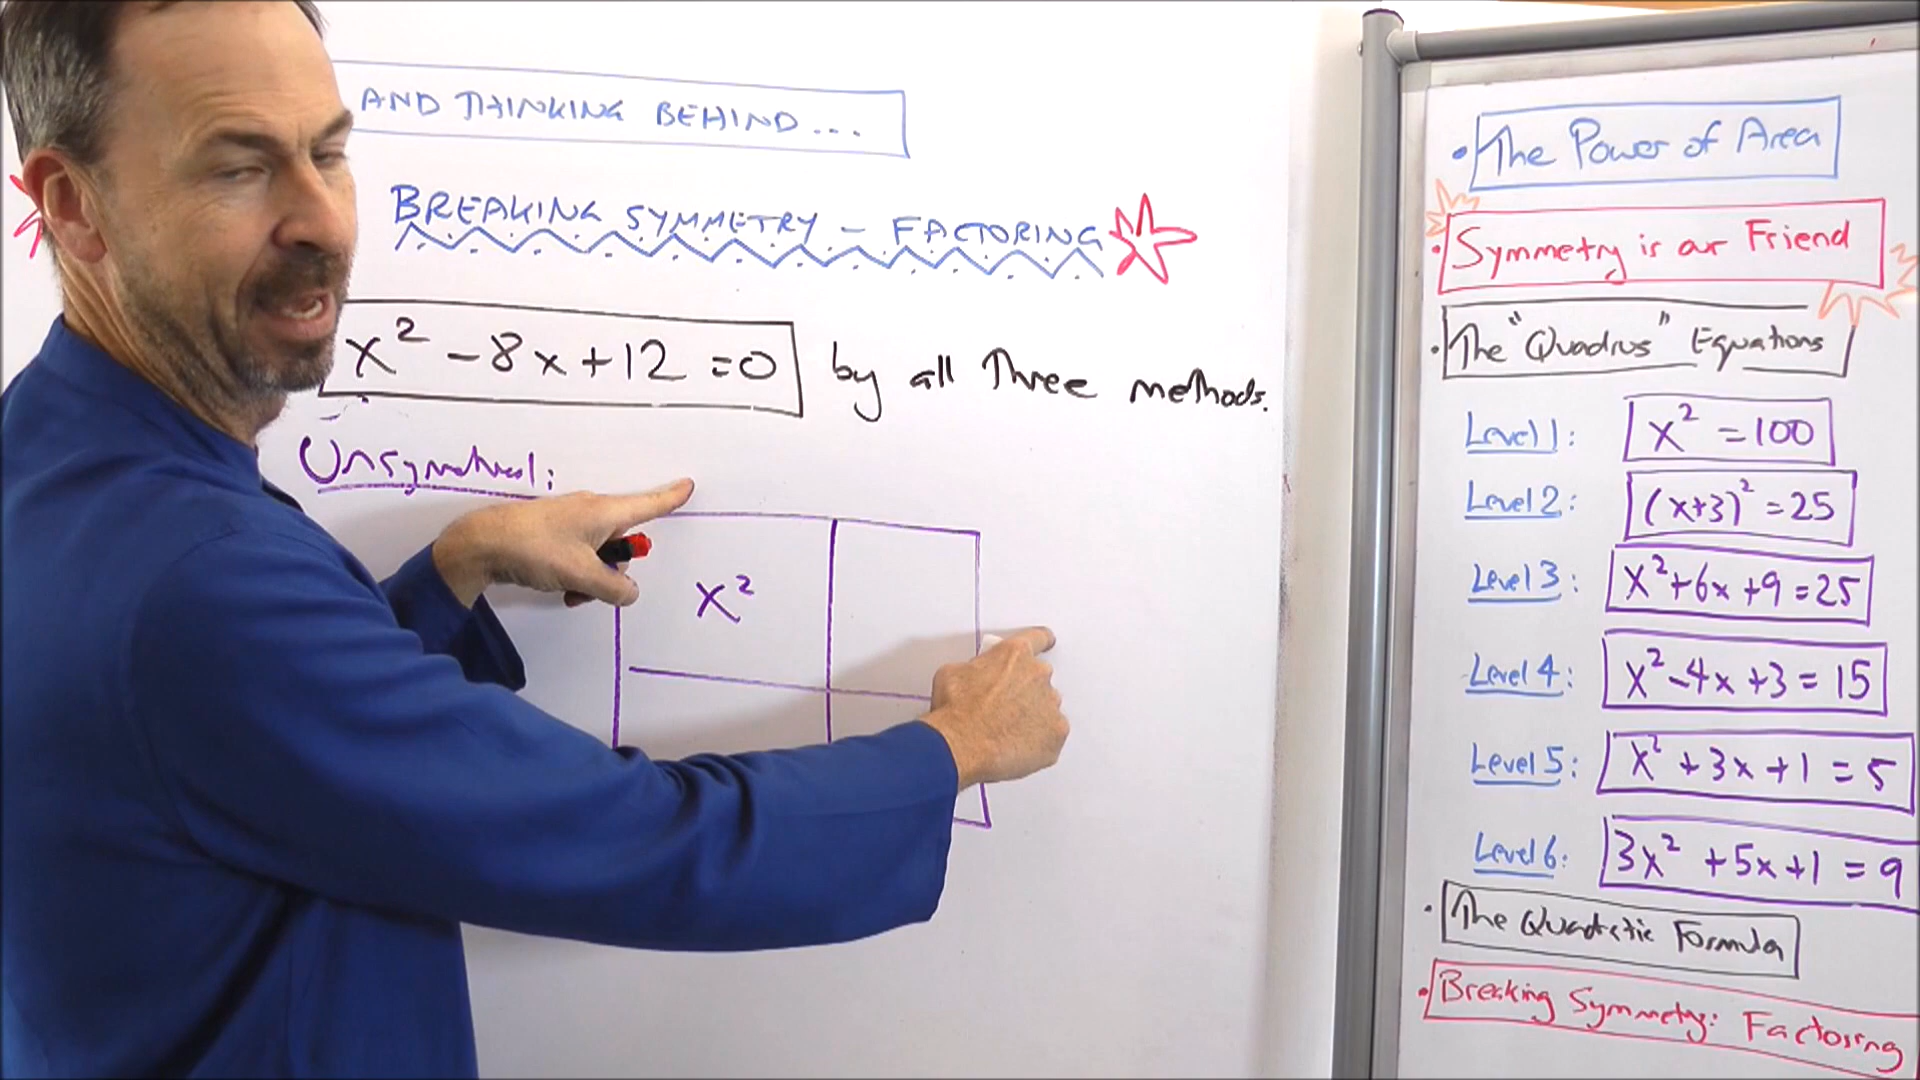 AND THINKING BEHIND...
BREAKING SYMMETRY - FACTORING
x² - 8x + 12 = 0 by all three methods.
Unsymmetrical:
x²
• The Power of Area
• Symmetry is our Friend
• The "Quadrus" Equations
Level 1: x² = 100
Level 2: (x+3)² = 25
Level 3: x² + 6x + 9 = 25
Level 4: x² - 4x + 3 = 15
Level 5: x² + 3x + 1 = 5
Level 6: 3x² + 5x + 1 = 9
• The Quadratic Formula
• Breaking Symmetry: Factoring